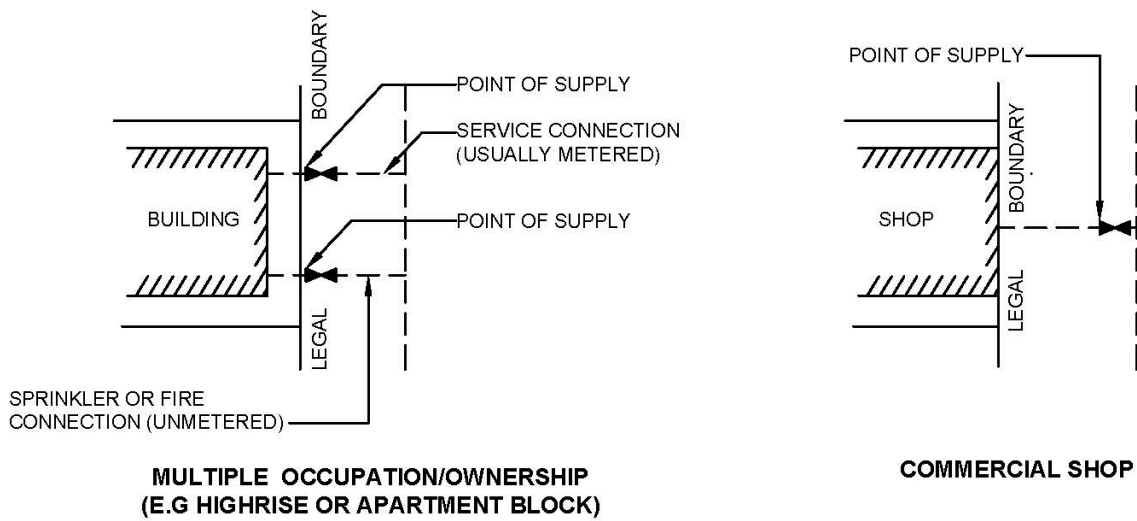 BOUNDARY
POINT OF SUPPLY
SERVICE CONNECTION
(USUALLY METERED)
BUILDING
POINT OF SUPPLY
LEGAL
SPRINKLER OR FIRE
CONNECTION (UNMETERED)
MULTIPLE OCCUPATION/OWNERSHIP
(E.G HIGHRISE OR APARTMENT BLOCK)
POINT OF SUPPLY
BOUNDARY
SHOP
LEGAL
COMMERCIAL SHOP